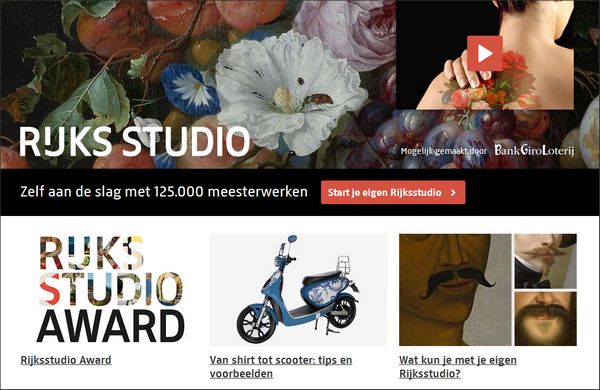 RIJKS STUDIO
Mogelijk gemaakt door BankGiroLoterij
Zelf aan de slag met 125.000 meesterwerken
Start je eigen Rijksstudio
RIJKS
STUDIO
AWARD
Rijksstudio Award
Van shirt tot scooter: tips en
voorbeelden
Wat kun je met je eigen
Rijksstudio?